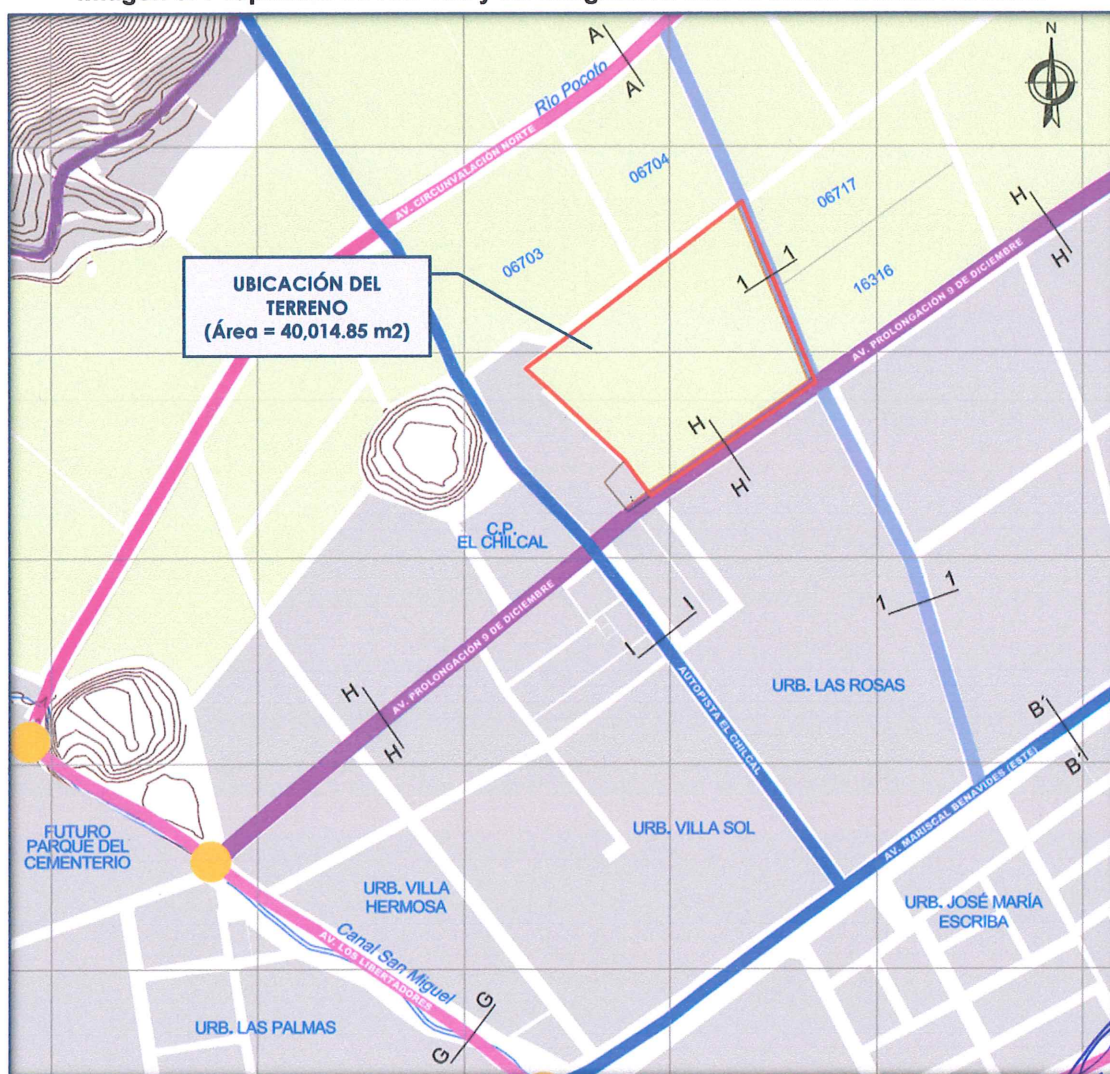 N
A
A
Rio Pocoto
AV. CIRCUNVALACIÓN NORTE
06704
06717
H
H
06703
1
1
16316
UBICACIÓN DEL
TERRENO
(Área = 40,014.85 m2)
AV. PROLONGACIÓN 9 DE DICIEMBRE
H
H
C.P.
EL CHILCAL
1
1
I
I
AV. PROLONGACIÓN 9 DE DICIEMBRE
AUTOPISTA EL CHILCAL
URB. LAS ROSAS
H
H
B´
B´
AV. MARISCAL BENAVIDES (ESTE)
FUTURO
PARQUE DEL
CEMENTERIO
URB. VILLA SOL
URB. VILLA
HERMOSA
URB. JOSÉ MARÍA
ESCRIBA
Canal San Miguel
AV. LOS LIBERTADORES
G
G
URB. LAS PALMAS